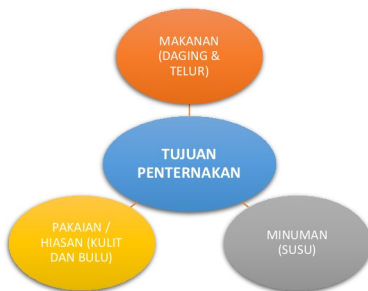 MAKANAN
(DAGING &
TELUR)
TUJUAN
PENTERNAKAN
PAKAIAN /
HIASAN (KULIT
DAN BULU)
MINUMAN
(SUSU)